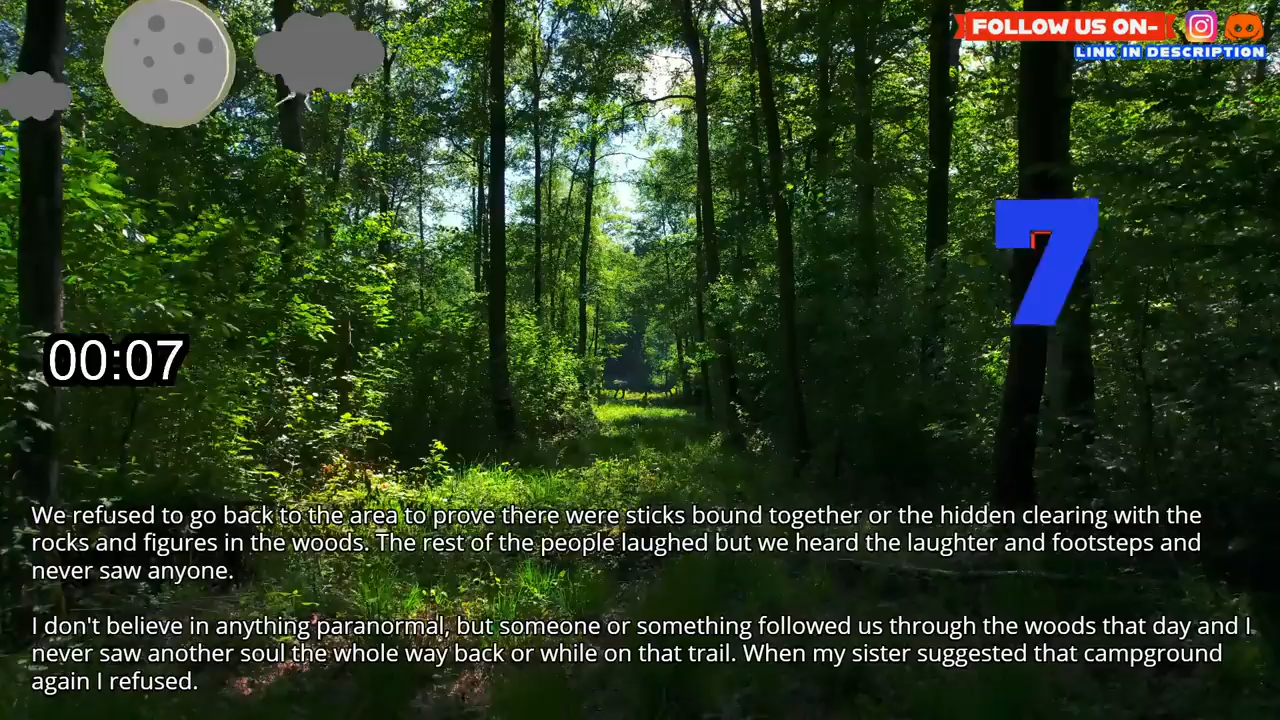 FOLLOW US ON-
LINK IN DESCRIPTION
7
00:07
We refused to go back to the area to prove there were sticks bound together or the hidden clearing with the
rocks and figures in the woods. The rest of the people laughed but we heard the laughter and footsteps and
never saw anyone.
I don't believe in anything paranormal, but someone or something followed us through the woods that day and I
never saw another soul the whole way back or while on that trail. When my sister suggested that campground
again I refused.